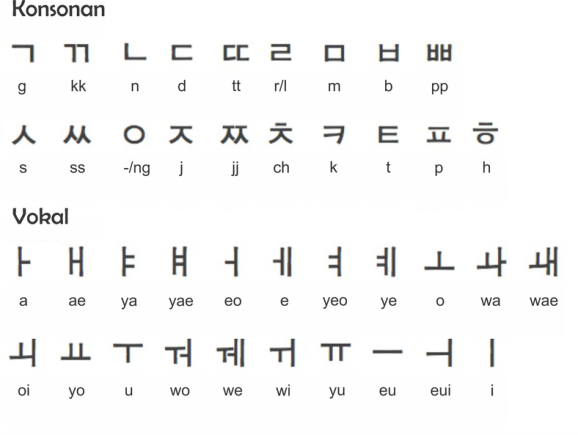 Konsonan
ㄱ ㄲ ㄴ ㄷ ㄸ ㄹ ㅁ ㅂ ㅃ
g kk n d tt r/l m b pp
ㅅ ㅆ ㅇ ㅈ ㅉ ㅊ ㅋ ㅌ ㅍ ㅎ
s ss -/ng j jj ch k t p h
Vokal
ㅏ ㅐ ㅑ ㅒ ㅓ ㅔ ㅕ ㅖ ㅗ ㅘ ㅙ
a ae ya yae eo e yeo ye o wa wae
ㅚ ㅛ ㅜ ㅝ ㅞ ㅟ ㅠ ㅡ ㅢ ㅣ
oi yo u wo we wi yu eu eui i